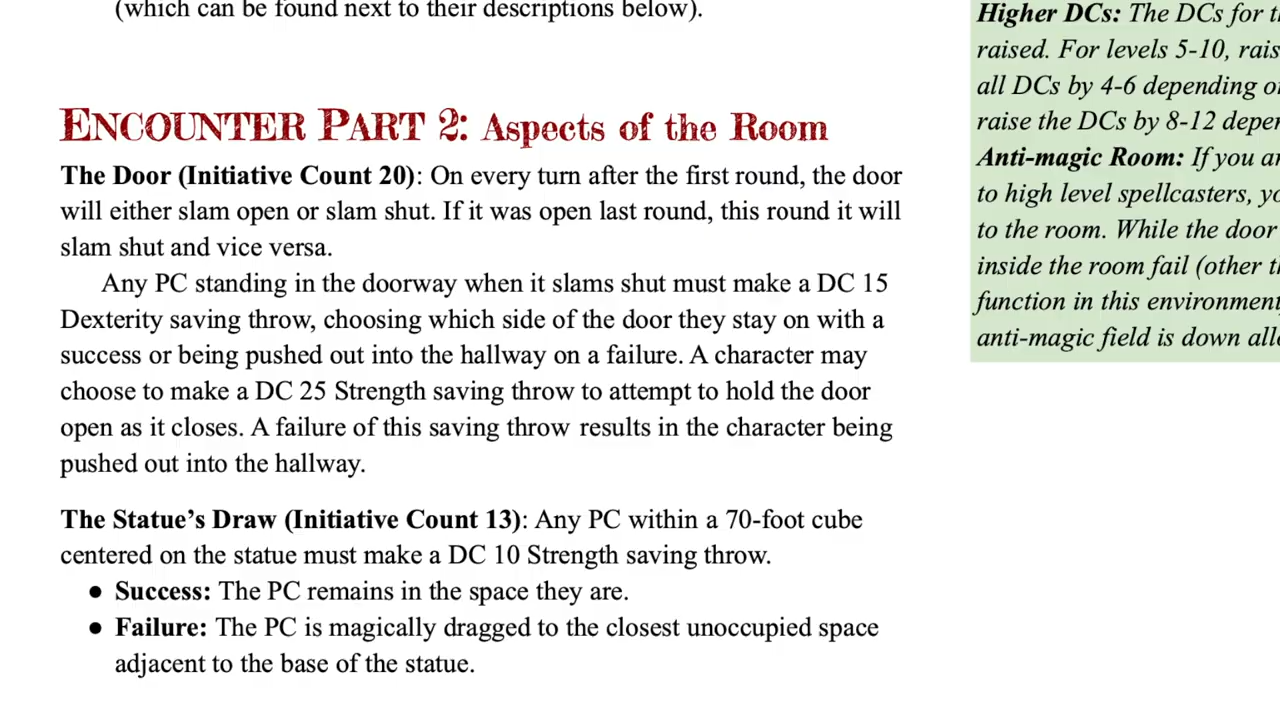 (which can be found next to their descriptions below).
ENCOUNTER PART 2: Aspects of the Room
The Door (Initiative Count 20): On every turn after the first round, the door
will either slam open or slam shut. If it was open last round, this round it will
slam shut and vice versa.
Any PC standing in the doorway when it slams shut must make a DC 15
Dexterity saving throw, choosing which side of the door they stay on with a
success or being pushed out into the hallway on a failure. A character may
choose to make a DC 25 Strength saving throw to attempt to hold the door
open as it closes. A failure of this saving throw results in the character being
pushed out into the hallway.
The Statue’s Draw (Initiative Count 13): Any PC within a 70-foot cube
centered on the statue must make a DC 10 Strength saving throw.
● Success: The PC remains in the space they are.
● Failure: The PC is magically dragged to the closest unoccupied space
adjacent to the base of the statue.
Higher DCs: The DCs for
raised. For levels 5-10,
all DCs by 4-6 depending
raise the DCs by 8-12
Anti-magic Room: If you
to high level spellcasters,
to the room. While the door
inside the room fail (other
function in this environment
anti-magic field is down